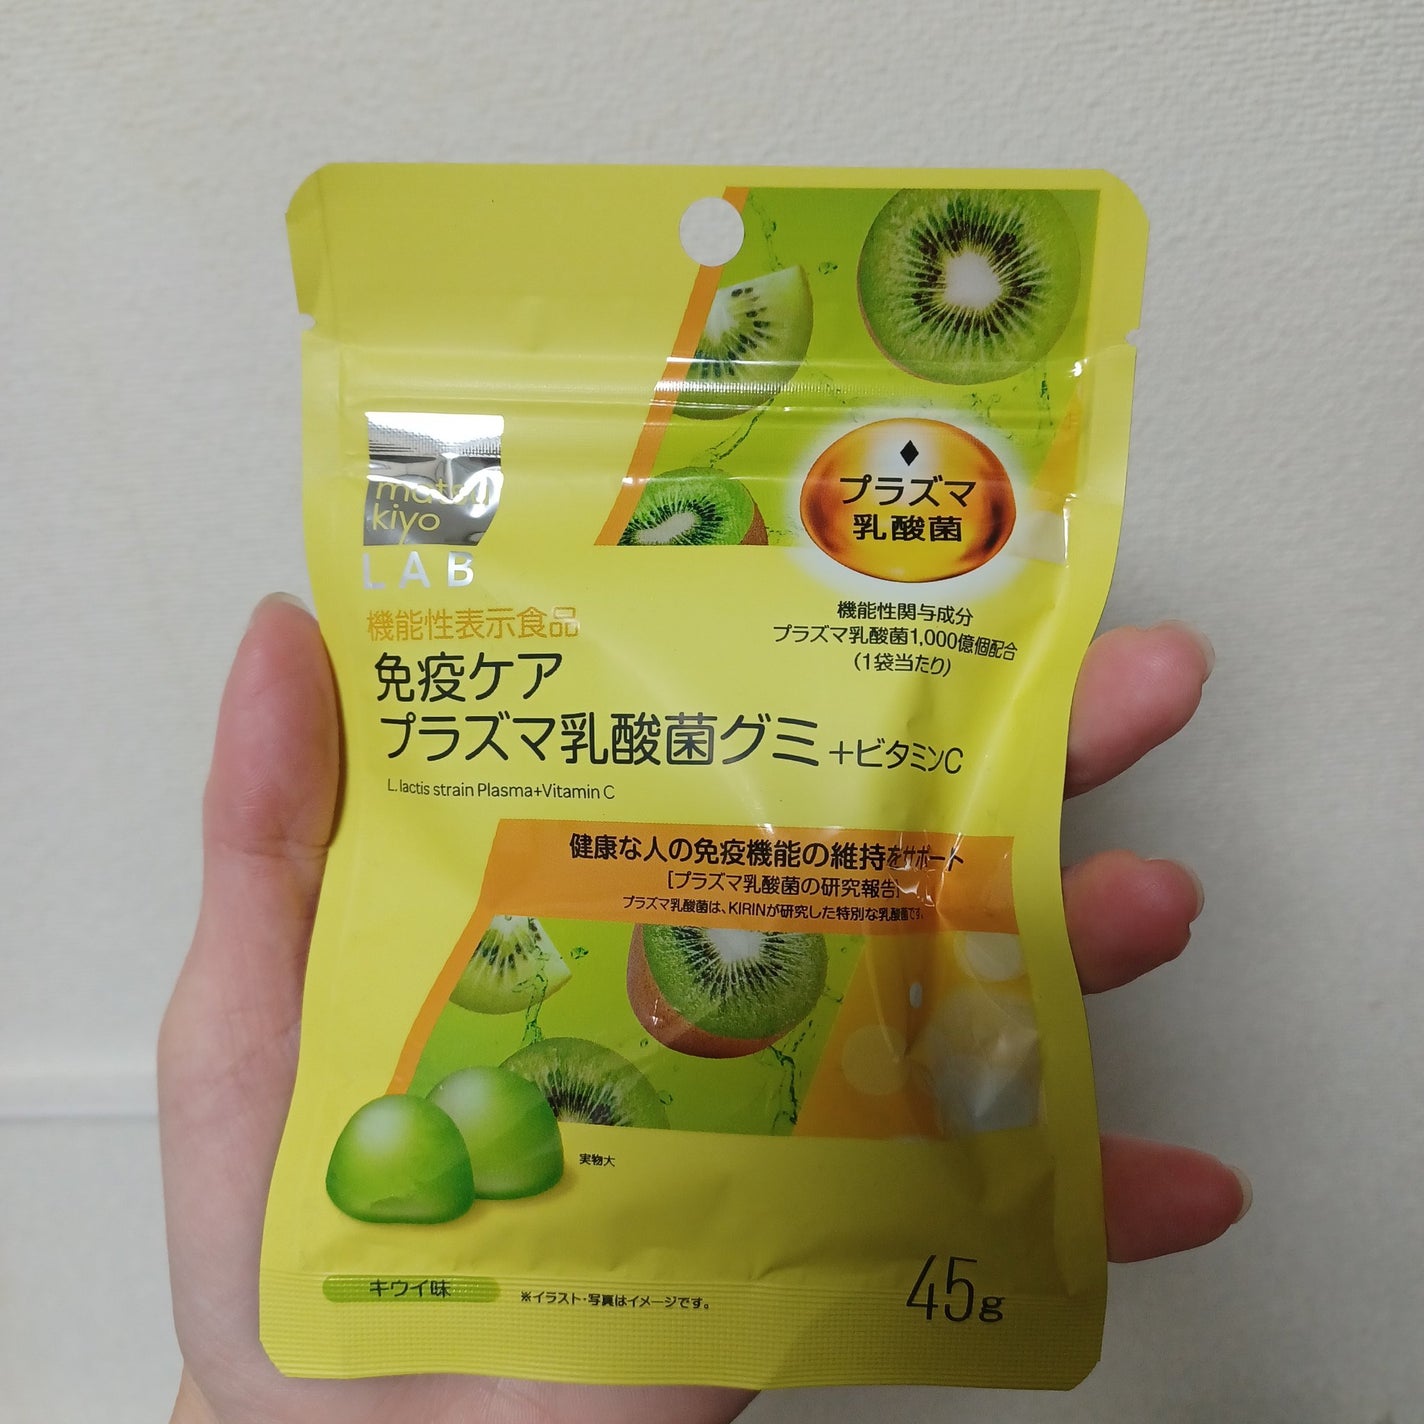 matsu
kiyo
LAB
プラズマ
乳酸菌
機能性関与成分
プラズマ乳酸菌1,000億個配合
(1袋当たり)
機能性表示食品
免疫ケア
プラズマ乳酸菌グミ+ビタミンC
L.lactis strain Plasma+Vitamin C
健康な人の免疫機能の維持をサポート
[プラズマ乳酸菌の研究報告]
プラズマ乳酸菌は、KIRINが研究した特別な乳酸菌です。
実物大
キウイ味
※イラスト・写真はイメージです。
45g